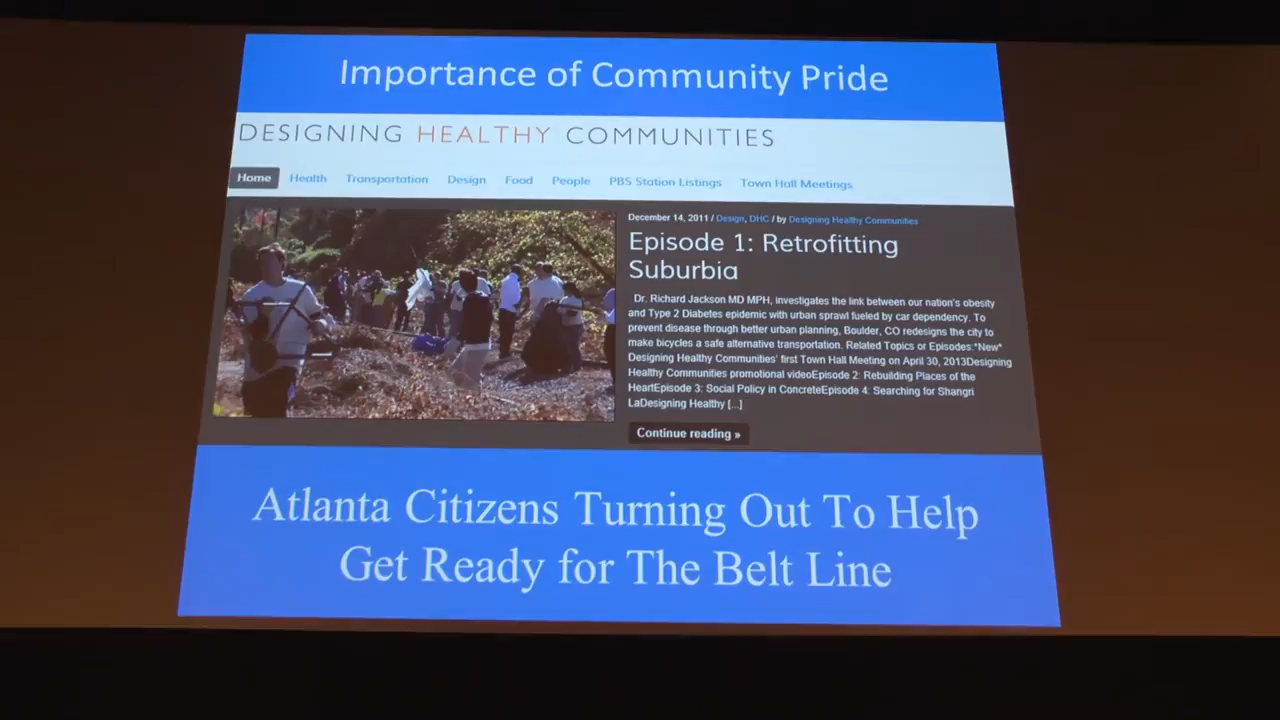 Importance of Community Pride
DESIGNING HEALTHY COMMUNITIES
Home Health Transportation Design Food People PBS Station Listings Town Hall Meetings
December 14, 2011 / Design, DHC / by Designing Healthy Communities
Episode 1: Retrofitting
Suburbia
Dr. Richard Jackson MD MPH, investigates the link between our nation's obesity
and Type 2 Diabetes epidemic with urban sprawl fueled by car dependency. To
prevent disease through better urban planning, Boulder, CO redesigns the city to
make bicycles a safe alternative transportation. Related Topics or Episodes:*New*
Designing Healthy Communities' first Town Hall Meeting on April 30, 2013Designing
Healthy Communities promotional videoEpisode 2: Rebuilding Places of the
HeartEpisode 3: Social Policy in ConcreteEpisode 4: Searching for Shangri
LaDesigning Healthy [...]
Continue reading »
Atlanta Citizens Turning Out To Help
Get Ready for The Belt Line